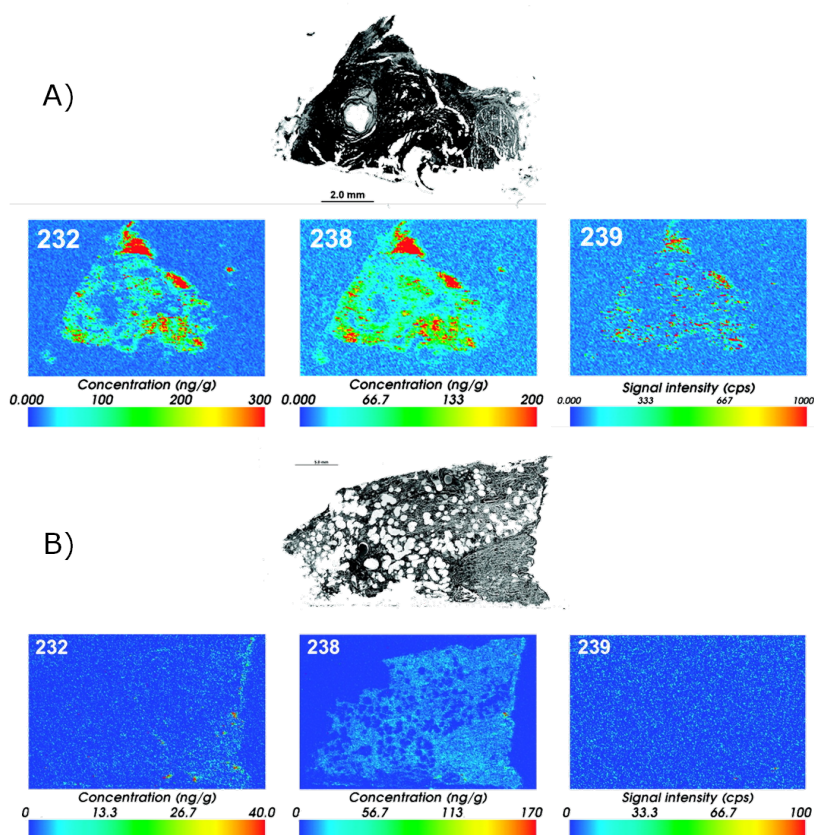 A)
2.0 mm
232 238 239
Concentration (ng/g) Concentration (ng/g) Signal intensity (cps)
0.000 100 200 300 0.000 66.7 133 200 0.000 333 667 1000
B)
232 238 239
Concentration (ng/g) Concentration (ng/g) Signal intensity (cps)
0 13.3 26.7 40.0 0 56.7 113 170 0 33.3 66.7 100